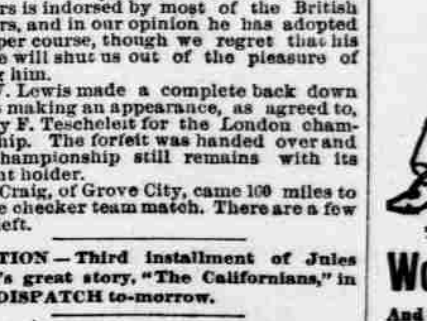 rs is indorsed by most of the British
rs, and in our opinion he has adopted
per course, though we regret that his
e will shut us out of the pleasure of
g him.
. Lewis made a complete back down
making an appearance, as agreed to,
y F. Tescheleit for the London cham-
hip. The forfeit was handed over and
hampionship still remains with its
nt holder.
Craig, of Grove City, came 100 miles to
e checker team match. There are a few
eft.
TION—Third installment of Jules
's great story, "The Californians," in
DISPATCH to-morrow.
Wo
And